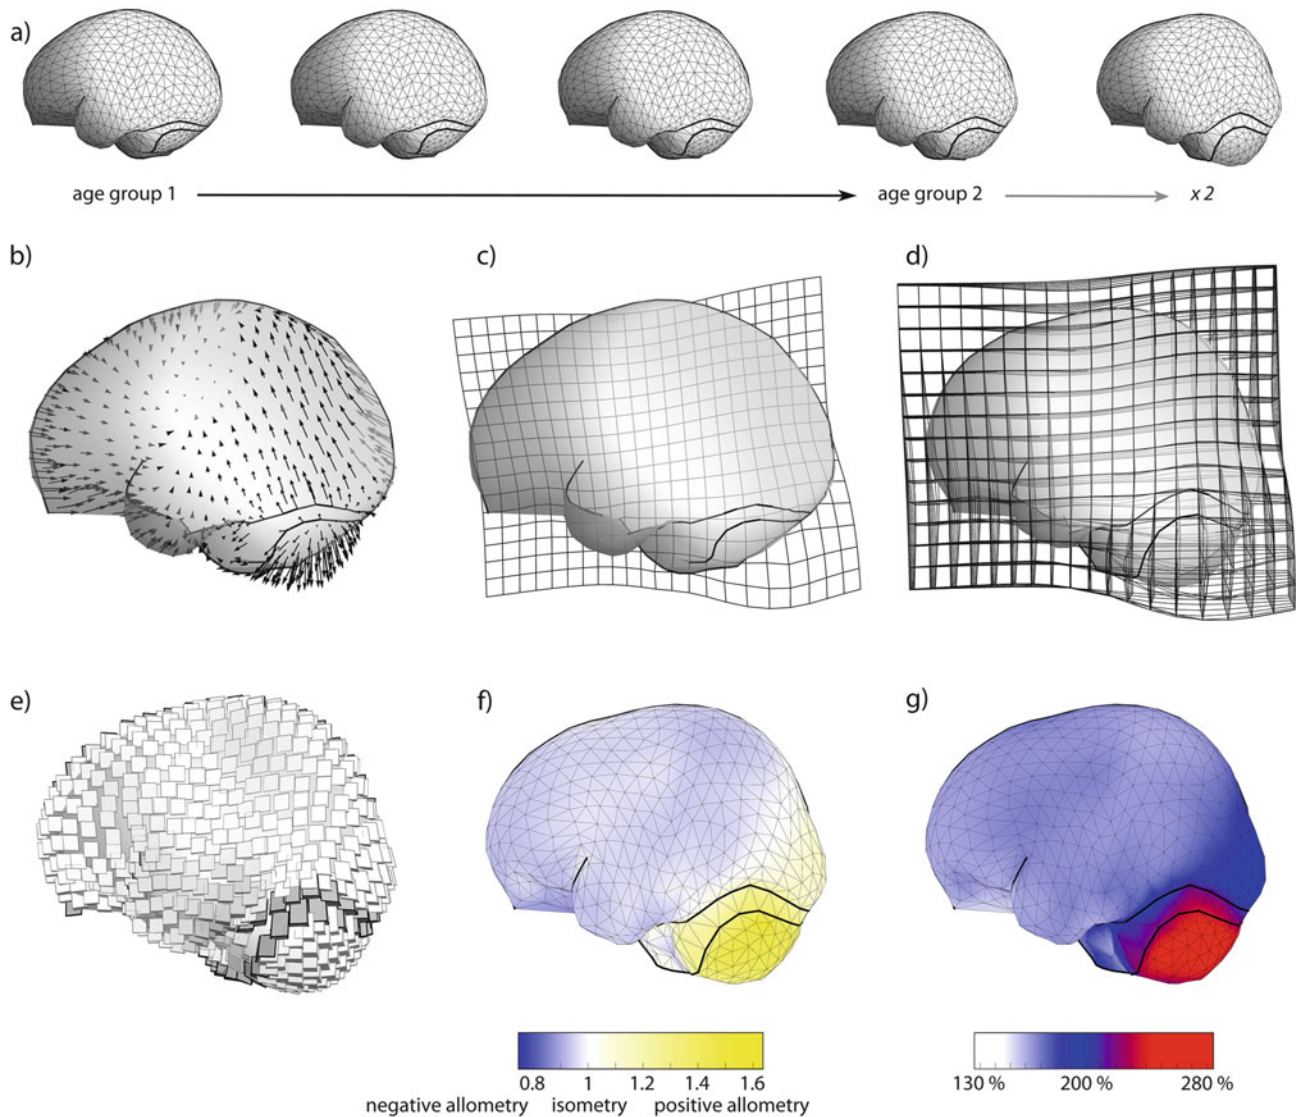 a)
age group 1
age group 2
x 2
b)
c)
d)
e)
f)
g)
0.8 1 1.2 1.4 1.6
negative allometry isometry positive allometry
130 % 200 % 280 %